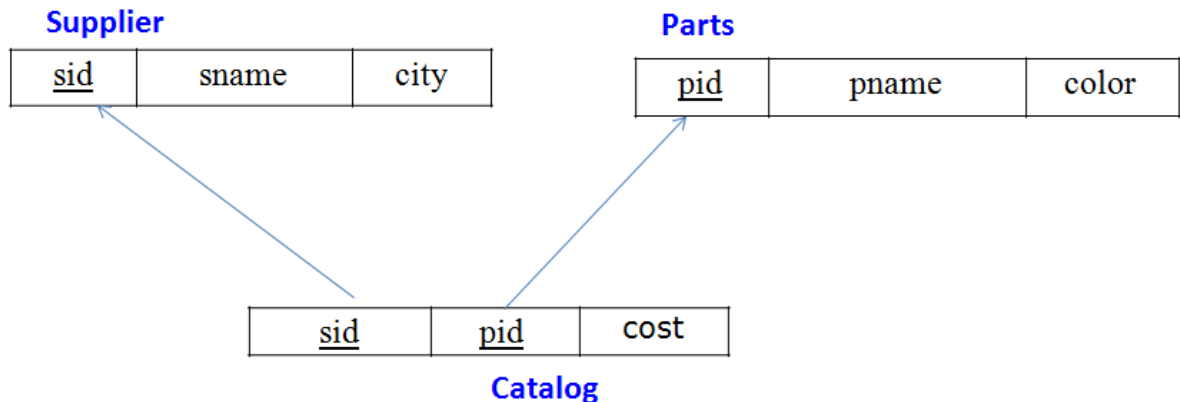 Supplier
Parts
sid sname city
pid pname color
sid pid cost
Catalog